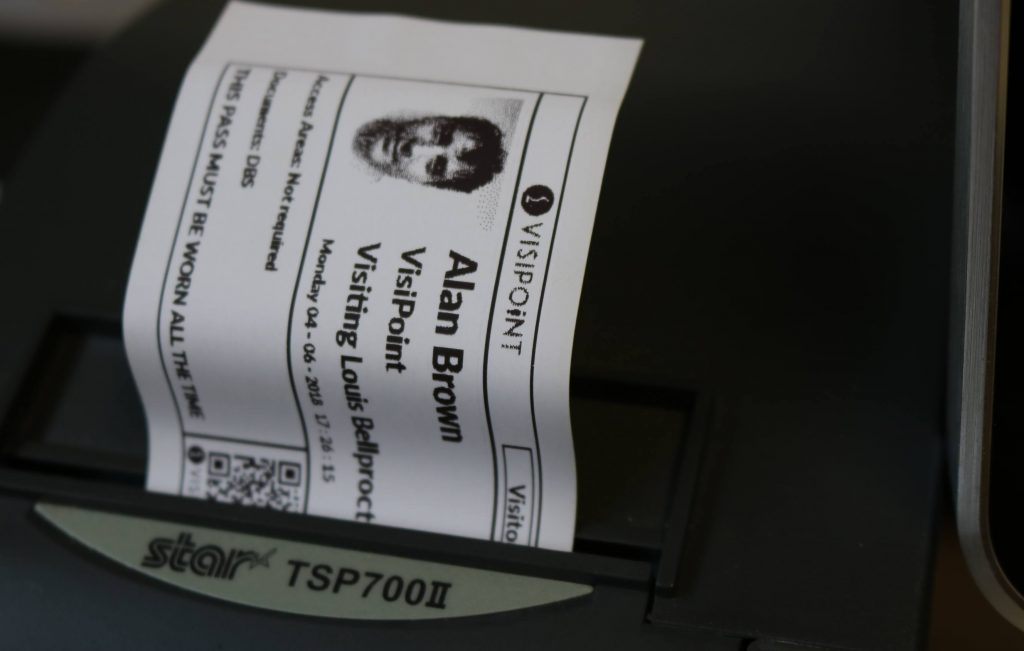 VISIPOINT
Visito
Alan Brown
VisiPoint
Visiting Louis Bellproct
Monday 04 - 06 - 2018 17:26:15
Access Areas: Not required
Documents: DBS
THIS PASS MUST BE WORN ALL THE TIME
VIS
star TSP700II